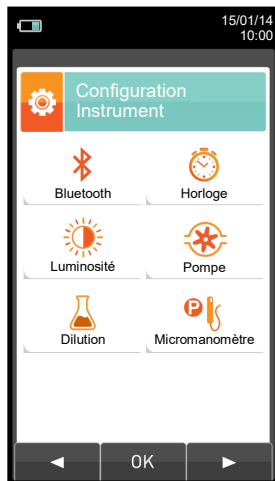 15/01/14
10:00
Configuration
Instrument
Bluetooth
Horloge
Luminosité
Pompe
Dilution
P
Micromanomètre
OK